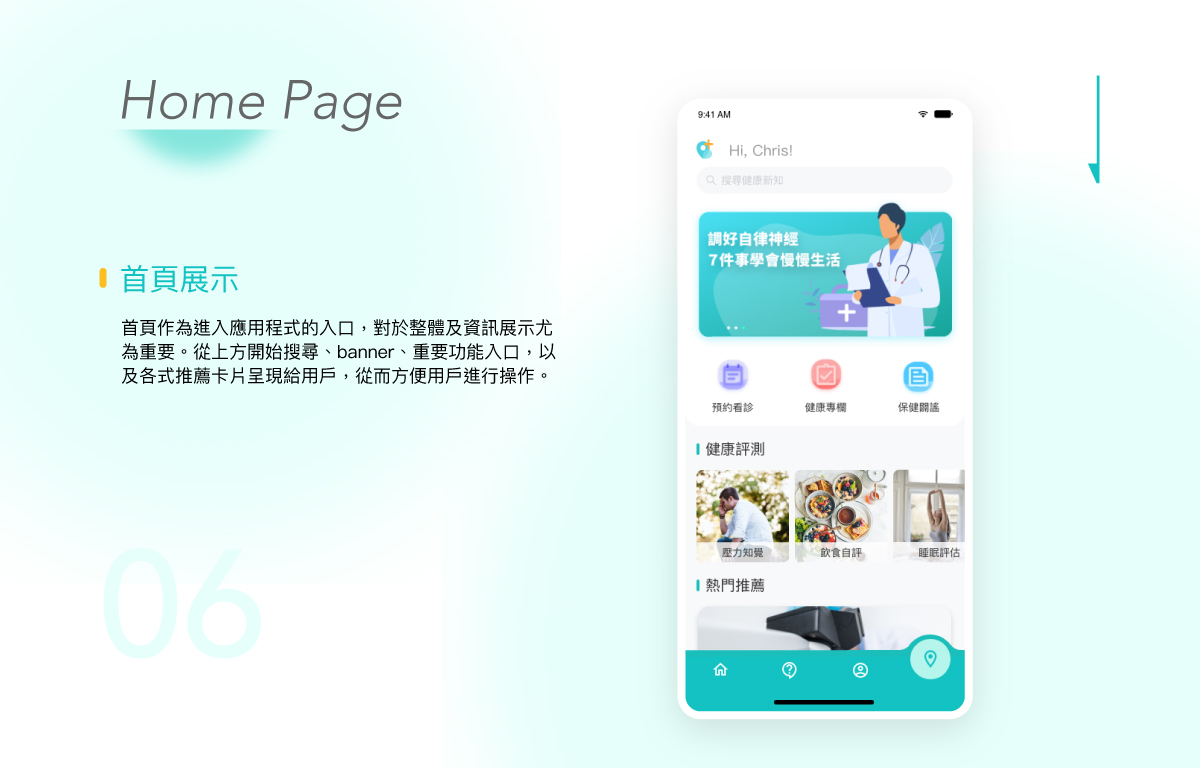 Home Page
首頁展示
首頁作為進入應用程式的入口，對於整體及資訊展示尤
為重要。從上方開始搜尋、banner、重要功能入口，以
及各式推薦卡片呈現給用戶，從而方便用戶進行操作。
06
9:41 AM
Hi, Chris!
搜尋健康新知
調好自律神經
7件事學會慢慢生活
預約看診
健康專欄
保健闢謠
健康評測
壓力知覺
飲食自評
睡眠評估
熱門推薦